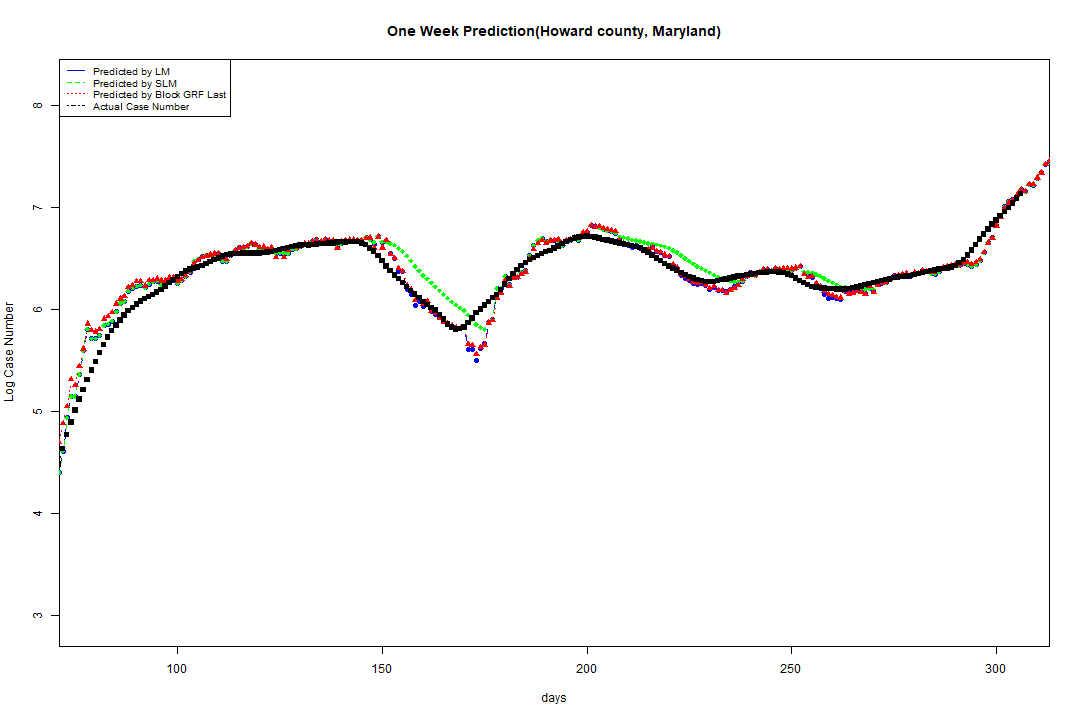 One Week Prediction(Howard county, Maryland)
Predicted by LM
Predicted by SLM
Predicted by Block GRF Last
Actual Case Number
8
7
6
5
4
3
Log Case Number
100 150 200 250 300
days